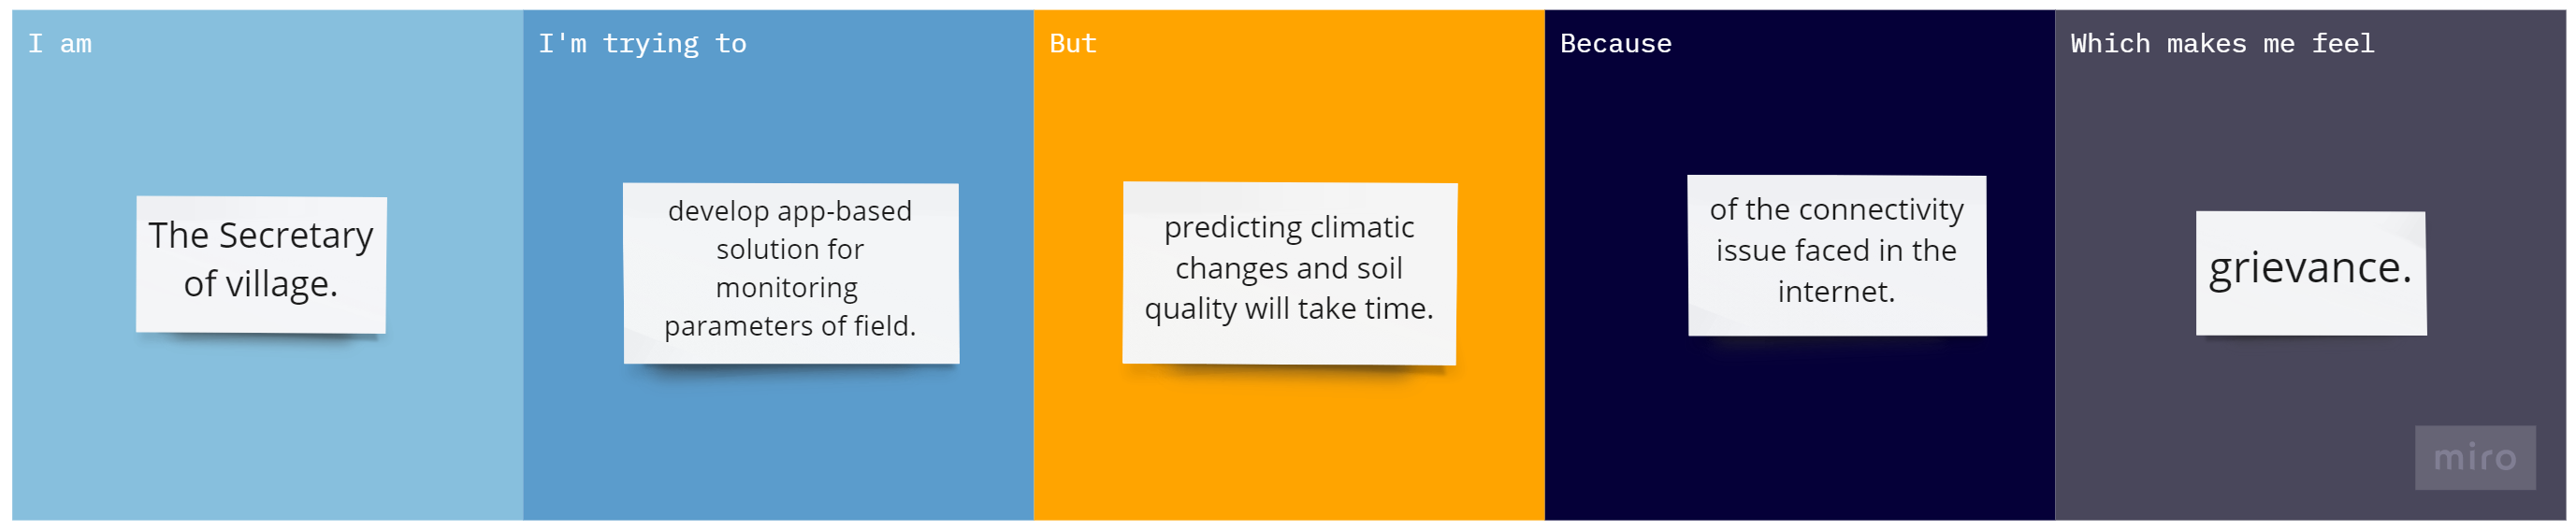 I am
The Secretary
of village.
I'm trying to
develop app-based
solution for
monitoring
parameters of field.
But
predicting climatic
changes and soil
quality will take time.
Because
of the connectivity
issue faced in the
internet.
Which makes me feel
grievance.
miro